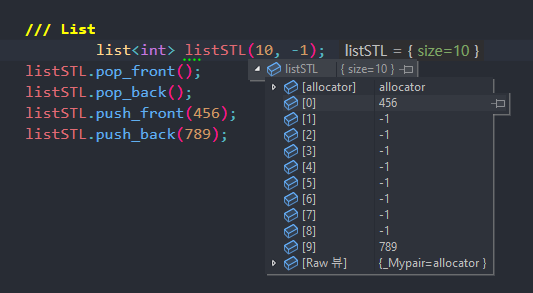 /// List
list<int> listSTL(10, -1); listSTL = { size=10 }
listSTL.pop_front();
listSTL.pop_back();
listSTL.push_front(456);
listSTL.push_back(789);
listSTL { size=10 }
[allocator] allocator
[0] 456
[1] -1
[2] -1
[3] -1
[4] -1
[5] -1
[6] -1
[7] -1
[8] -1
[9] 789
[Raw 뷰] {_Mypair=allocator }